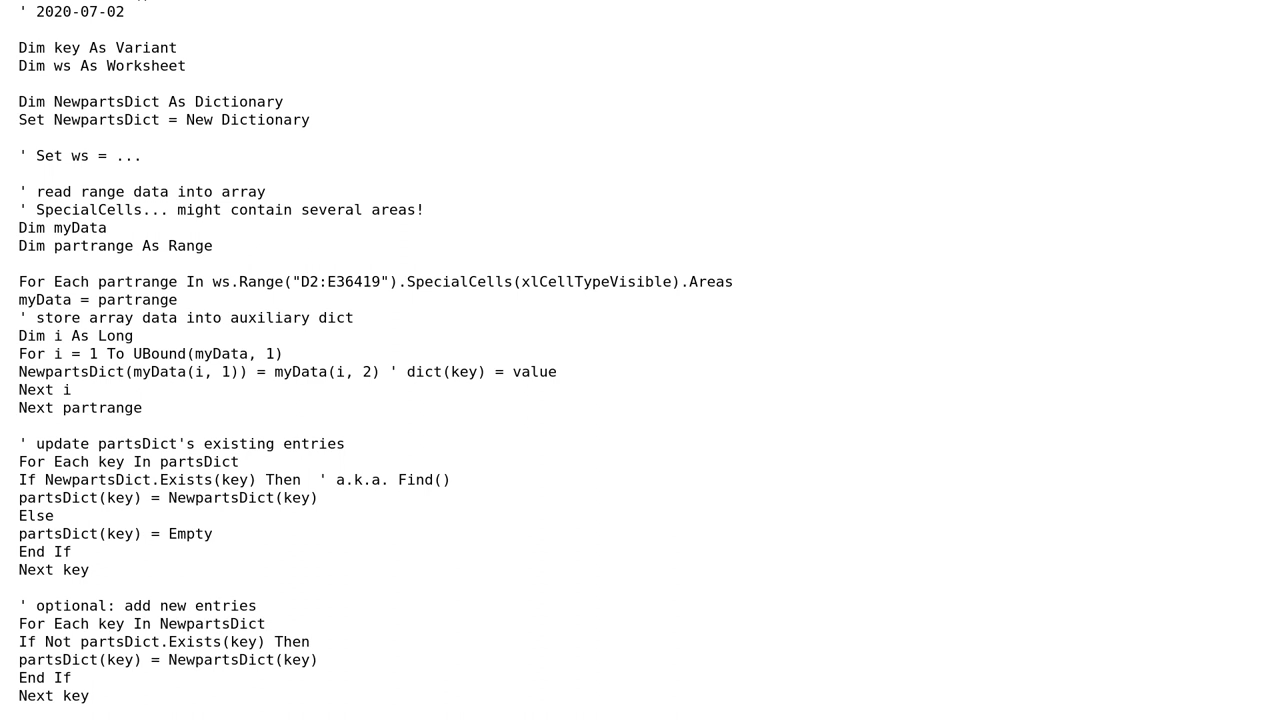 ' 2020-07-02
Dim key As Variant
Dim ws As Worksheet
Dim NewpartsDict As Dictionary
Set NewpartsDict = New Dictionary
' Set ws = ...
' read range data into array
' SpecialCells... might contain several areas!
Dim myData
Dim partrange As Range
For Each partrange In ws.Range("D2:E36419").SpecialCells(xlCellTypeVisible).Areas
myData = partrange
' store array data into auxiliary dict
Dim i As Long
For i = 1 To UBound(myData, 1)
NewpartsDict(myData(i, 1)) = myData(i, 2) ' dict(key) = value
Next i
Next partrange
' update partsDict's existing entries
For Each key In partsDict
If NewpartsDict.Exists(key) Then  ' a.k.a. Find()
partsDict(key) = NewpartsDict(key)
Else
partsDict(key) = Empty
End If
Next key
' optional: add new entries
For Each key In NewpartsDict
If Not partsDict.Exists(key) Then
partsDict(key) = NewpartsDict(key)
End If
Next key